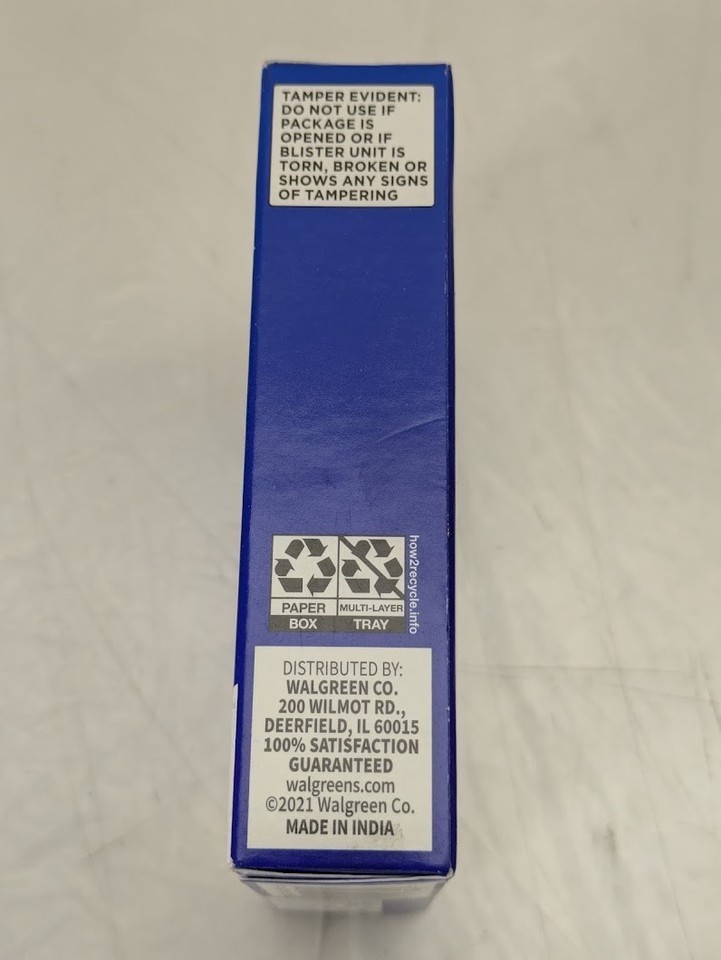 TAMPER EVIDENT:
DO NOT USE IF
PACKAGE IS
OPENED OR IF
BLISTER UNIT IS
TORN, BROKEN OR
SHOWS ANY SIGNS
OF TAMPERING
PAPER
BOX
MULTI-LAYER
TRAY
how2recycle.info
DISTRIBUTED BY:
WALGREEN CO.
200 WILMOT RD.,
DEERFIELD, IL 60015
100% SATISFACTION
GUARANTEED
walgreens.com
©2021 Walgreen Co.
MADE IN INDIA